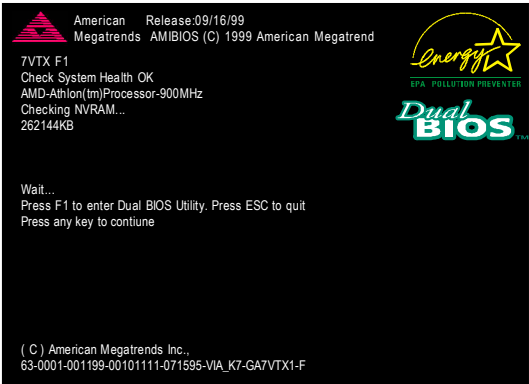 American Release:09/16/99
Megatrends AMIBIOS (C) 1999 American Megatrend
energy
EPA POLLUTION PREVENTER
7VTX F1
Check System Health OK
AMD-Athlon(tm)Processor-900MHz
Checking NVRAM...
262144KB
Dual
BIOS TM
Wait...
Press F1 to enter Dual BIOS Utility. Press ESC to quit
Press any key to contiune
( C ) American Megatrends Inc.,
63-0001-001199-00101111-071595-VIA_K7-GA7VTX1-F